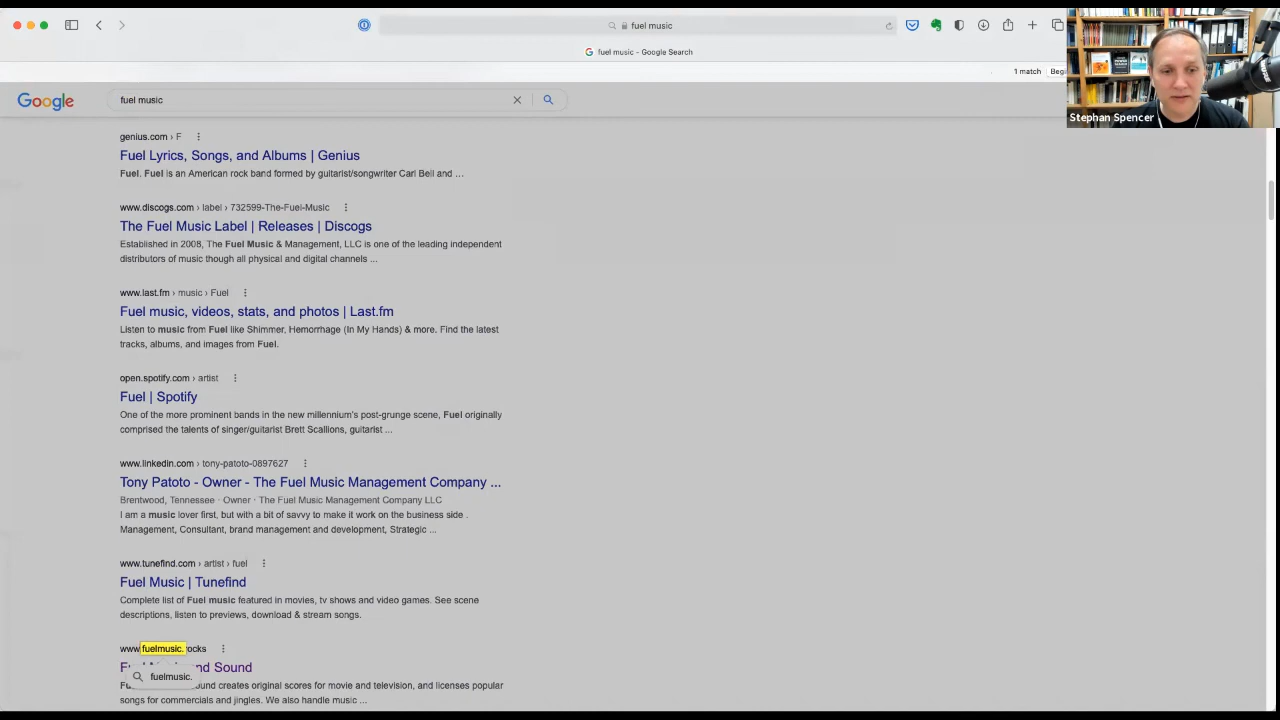 fuel music
fuel music - Google Search
1 match
Google
fuel music
Stephan Spencer
genius.com › F
Fuel Lyrics, Songs, and Albums | Genius
Fuel. Fuel is an American rock band formed by guitarist/songwriter Carl Bell and ...
www.discogs.com › label › 732599-The-Fuel-Music
The Fuel Music Label | Releases | Discogs
Established in 2008, The Fuel Music & Management, LLC is one of the leading independent
distributors of music though all physical and digital channels ...
www.last.fm › music › Fuel
Fuel music, videos, stats, and photos | Last.fm
Listen to music from Fuel like Shimmer, Hemorrhage (In My Hands) & more. Find the latest
tracks, albums, and images from Fuel.
open.spotify.com › artist
Fuel | Spotify
One of the more prominent bands in the new millennium's post-grunge scene, Fuel originally
comprised the talents of singer/guitarist Brett Scallions, guitarist ...
www.linkedin.com › tony-patoto-0897627
Tony Patoto - Owner - The Fuel Music Management Company ...
Brentwood, Tennessee · Owner · The Fuel Music Management Company LLC
I am a music lover first, but with a bit of savvy to make it work on the business side .
Management, Consultant, brand management and development, Strategic ...
www.tunefind.com › artist › fuel
Fuel Music | Tunefind
Complete list of Fuel music featured in movies, tv shows and video games. See scene
descriptions, listen to previews, download & stream songs.
www.fuelmusic.rocks
and Sound
fuelmusic.
creates original scores for movie and television, and licenses popular
songs for commercials and jingles. We also handle music ...